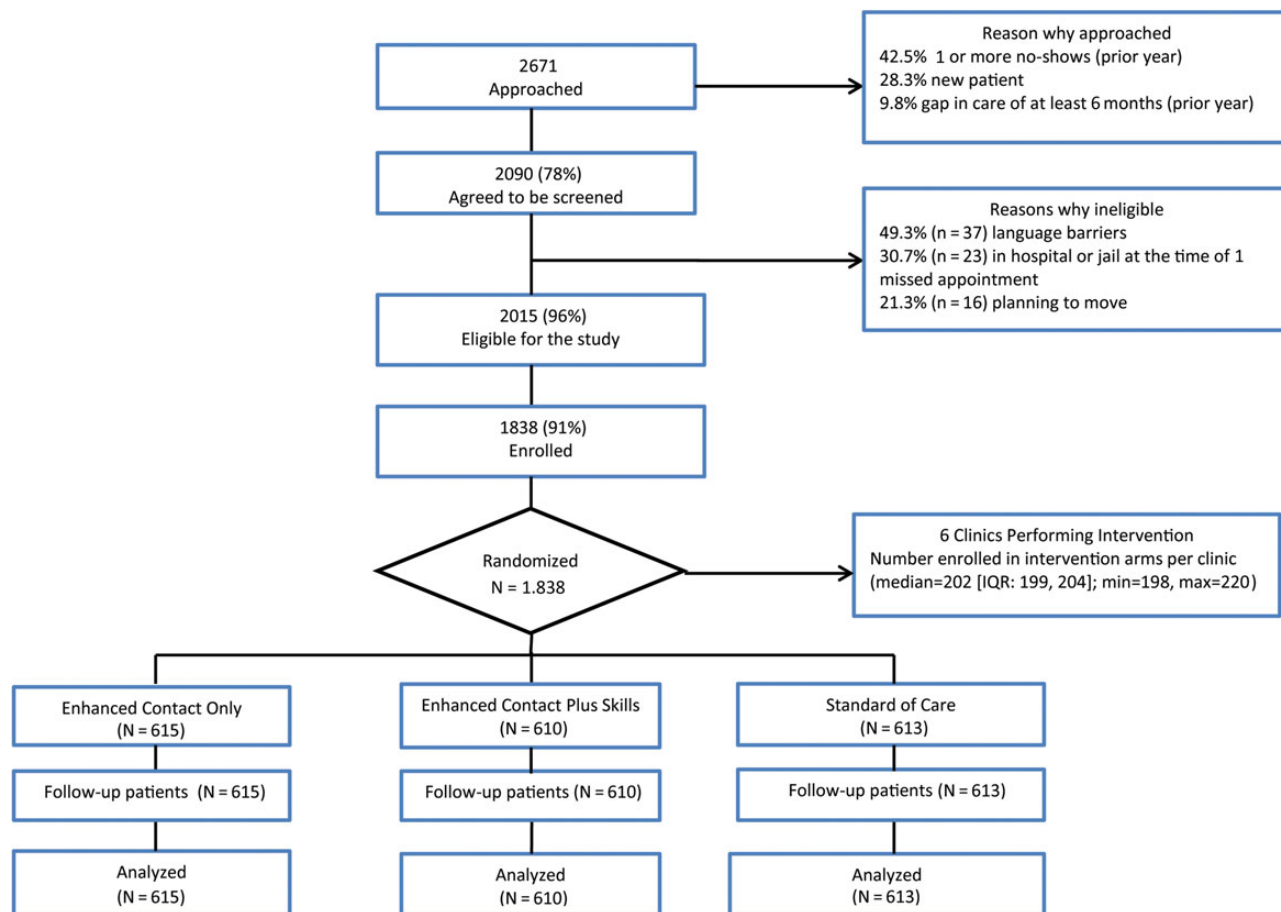 2671
Approached
Reason why approached
42.5% 1 or more no-shows (prior year)
28.3% new patient
9.8% gap in care of at least 6 months (prior year)
2090 (78%)
Agreed to be screened
Reasons why ineligible
49.3% (n = 37) language barriers
30.7% (n = 23) in hospital or jail at the time of 1
missed appointment
21.3% (n = 16) planning to move
2015 (96%)
Eligible for the study
1838 (91%)
Enrolled
Randomized
N = 1.838
6 Clinics Performing Intervention
Number enrolled in intervention arms per clinic
(median=202 [IQR: 199, 204]; min=198, max=220)
Enhanced Contact Only
(N = 615)
Enhanced Contact Plus Skills
(N = 610)
Standard of Care
(N = 613)
Follow-up patients (N = 615)
Follow-up patients (N = 610)
Follow-up patients (N = 613)
Analyzed
(N = 615)
Analyzed
(N = 610)
Analyzed
(N = 613)